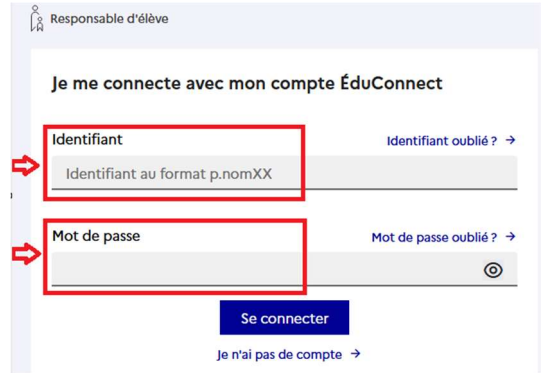 Responsable d'élève
Je me connecte avec mon compte ÉduConnect
Identifiant
Identifiant oublié ? →
Identifiant au format p.nomXX
Mot de passe
Mot de passe oublié ? →
Se connecter
Je n'ai pas de compte →